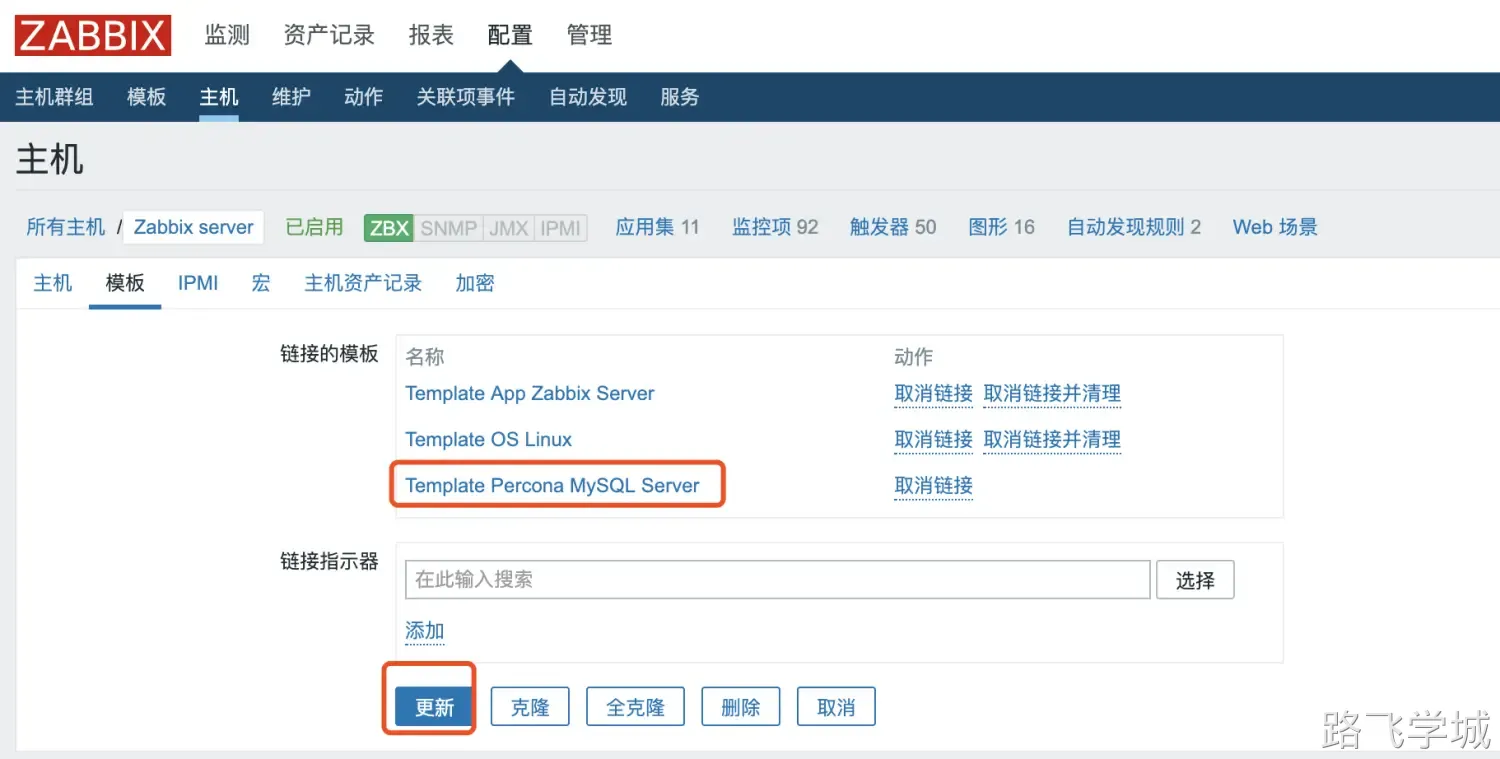 ZABBIX 监测 资产记录 报表 配置 管理
主机群组 模板 主机 维护 动作 关联项事件 自动发现 服务
主机
所有主机 / Zabbix server 已启用 ZBX SNMP JMX IPMI 应用集 11 监控项 92 触发器 50 图形 16 自动发现规则 2 Web 场景
主机 模板 IPMI 宏 主机资产记录 加密
链接的模板 名称 动作
Template App Zabbix Server 取消链接 取消链接并清理
Template OS Linux 取消链接 取消链接并清理
Template Percona MySQL Server 取消链接
链接指示器 在此输入搜索 选择
添加
更新 克隆 全克隆 删除 取消
路飞学城